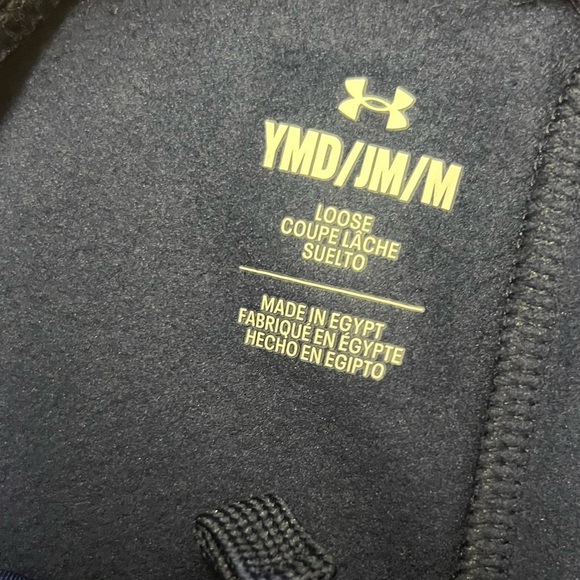 YMD/JM/M
LOOSE
COUPE LÂCHE
SUELTO
MADE IN EGYPT
FABRIQUÉ EN ÉGYPTE
HECHO EN EGIPTO